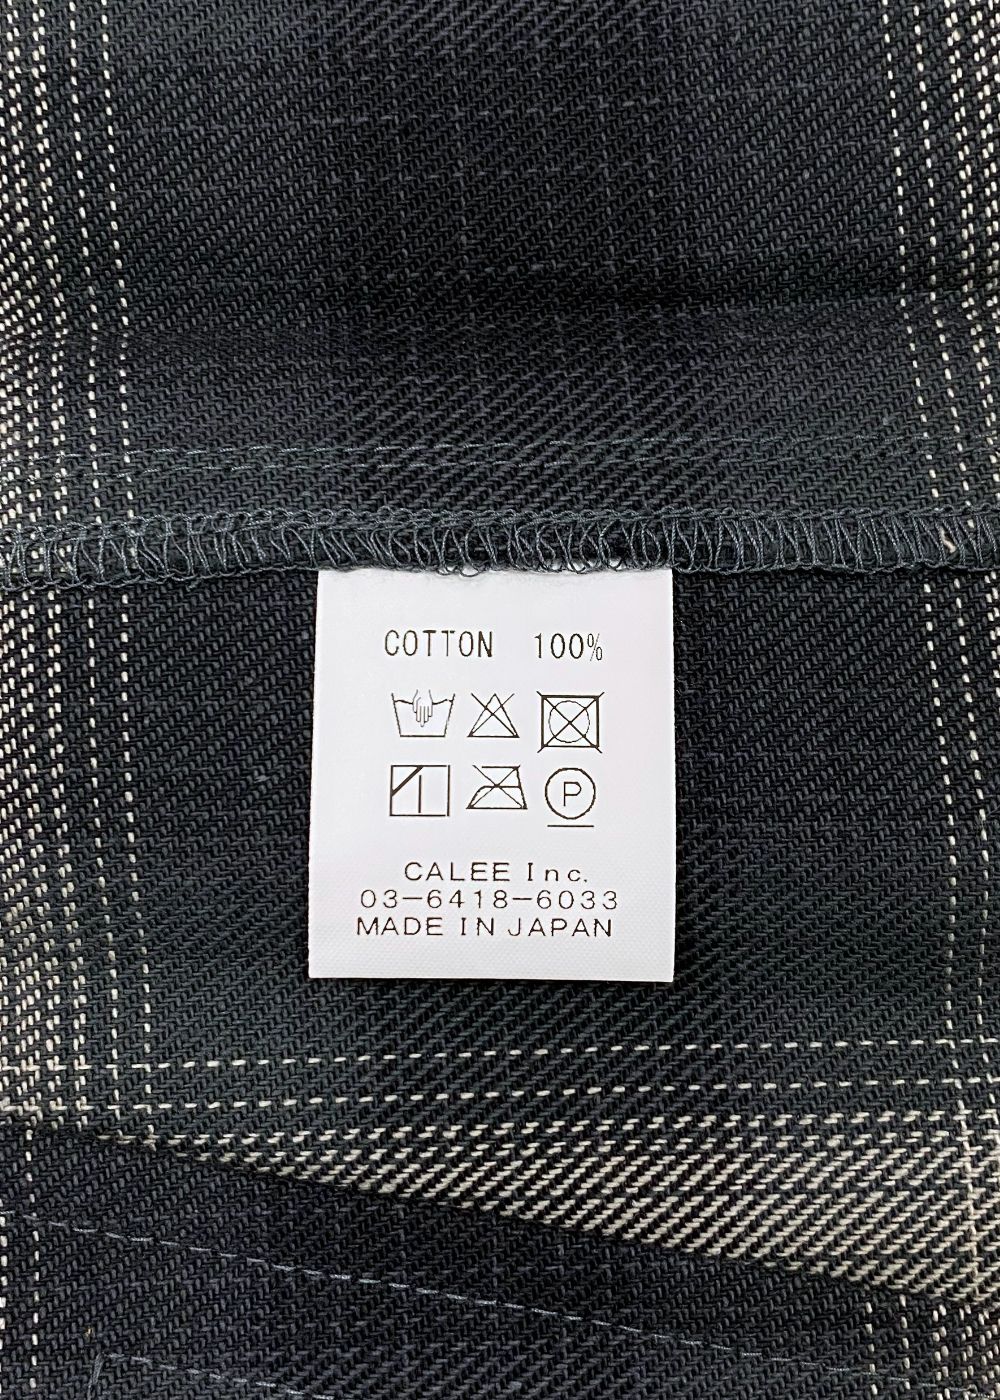 COTTON 100%
P
CALEE Inc.
03-6418-6033
MADE IN JAPAN